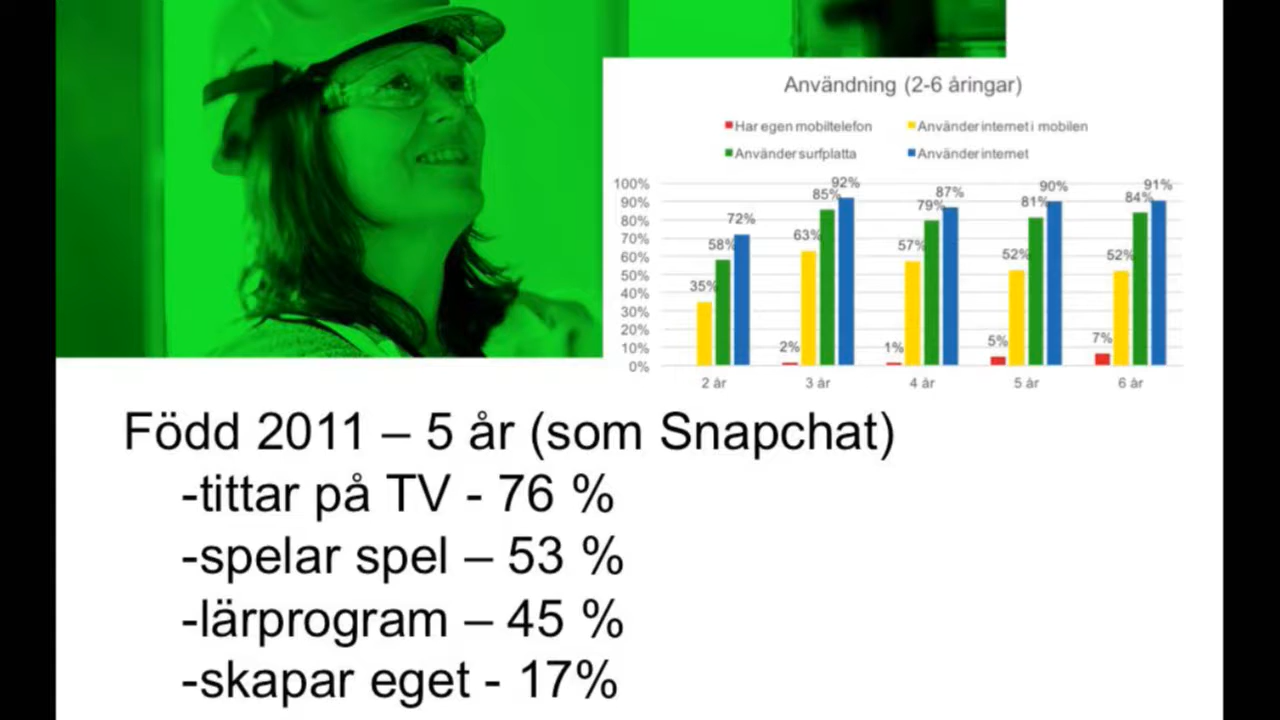 Användning (2-6 åringar)
Har egen mobiltelefon Använder internet i mobilen
Använder surfplatta Använder internet
100%
90%
80%
70%
60%
50%
40%
30%
20%
10%
0%
35% 58% 72%
2% 63% 85% 92%
1% 57% 79% 87%
5% 52% 81% 90%
7% 52% 84% 91%
2 år 3 år 4 år 5 år 6 år
Född 2011 – 5 år (som Snapchat)
-tittar på TV - 76 %
-spelar spel – 53 %
-lärprogram – 45 %
-skapar eget - 17%